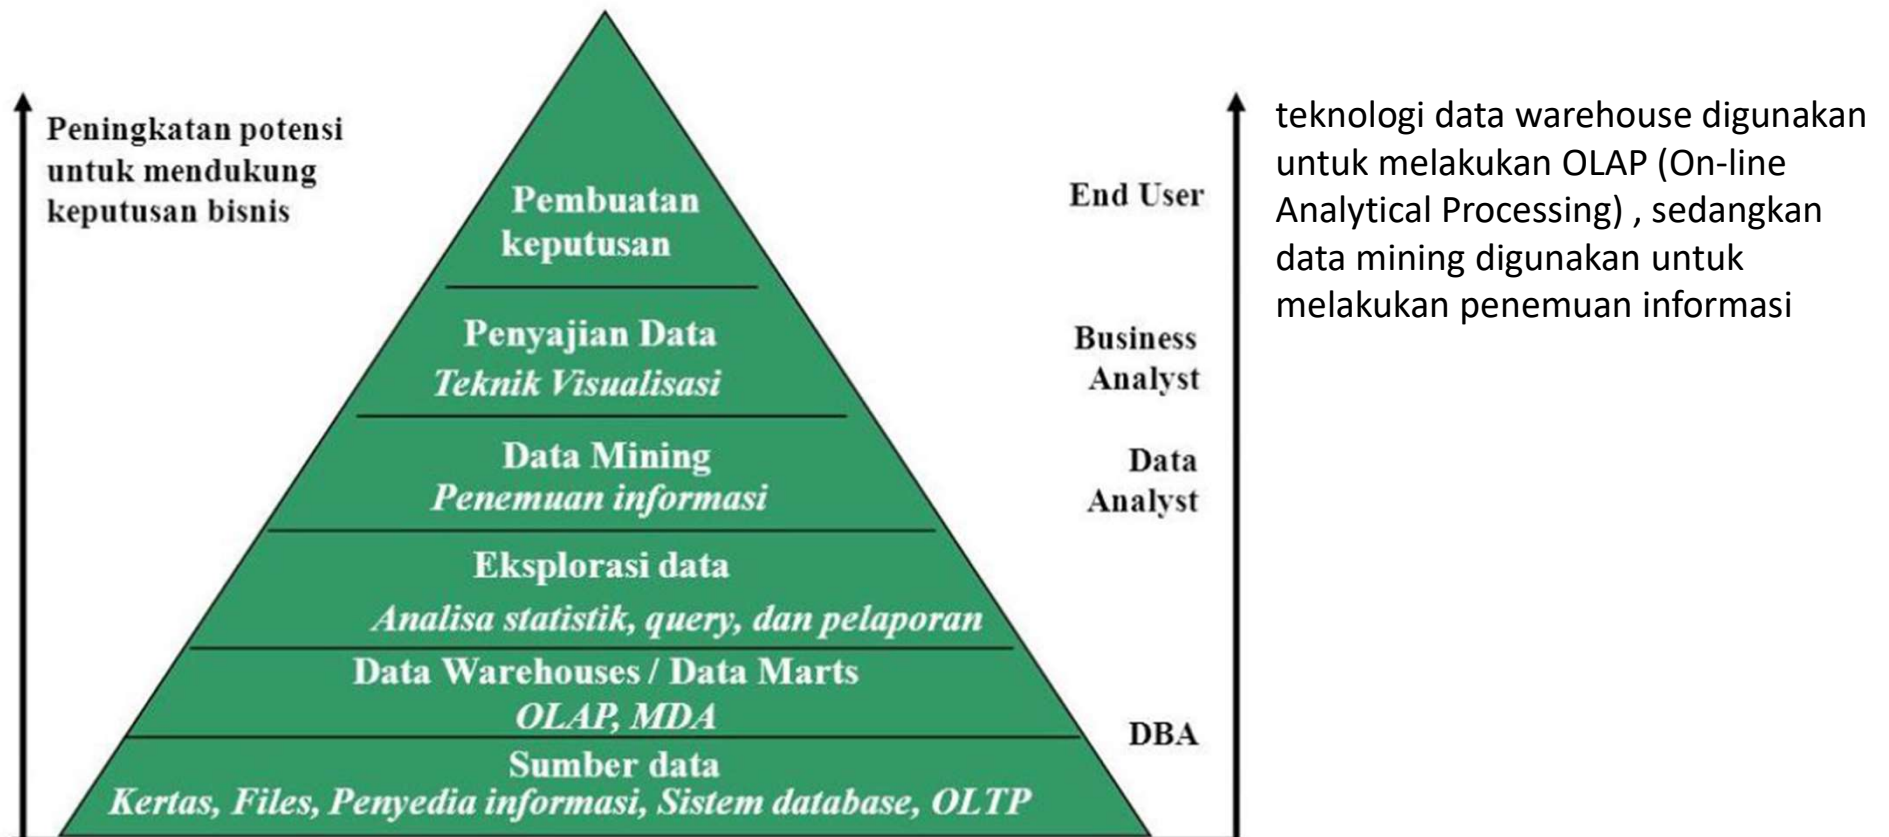 Peningkatan potensi
untuk mendukung
keputusan bisnis
Pembuatan
keputusan
Penyajian Data
Teknik Visualisasi
Data Mining
Penemuan informasi
Eksplorasi data
Analisa statistik, query, dan pelaporan
Data Warehouses / Data Marts
OLAP, MDA
Sumber data
Kertas, Files, Penyedia informasi, Sistem database, OLTP
End User
Business
Analyst
Data
Analyst
DBA
teknologi data warehouse digunakan
untuk melakukan OLAP (On-line
Analytical Processing) , sedangkan
data mining digunakan untuk
melakukan penemuan informasi